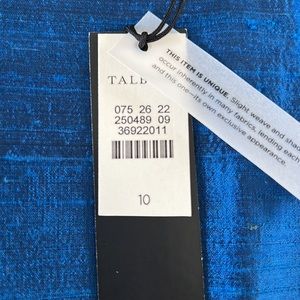 TALB
075 26 22
250489 09
36922011
10
THIS ITEM IS UNIQUE. Slight weave and shad
occur inherently in many fabrics, lending each
and this one—its own exclusive appearance.